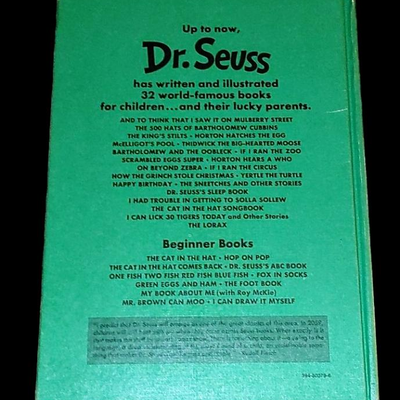 Up to now,
Dr. Seuss
has written and illustrated
32 world-famous books
for children...and their lucky parents.
AND TO THINK THAT I SAW IT ON MULBERRY STREET
THE 500 HATS OF BARTHOLOMEW CUBBINS
THE KING'S STILTS • HORTON HATCHES THE EGG
McELLIGOT'S POOL • THIDWICK THE BIG-HEARTED MOOSE
BARTHOLOMEW AND THE OOBLECK • IF I RAN THE ZOO
SCRAMBLED EGGS SUPER • HORTON HEARS A WHO
ON BEYOND ZEBRA • IF I RAN THE CIRCUS
HOW THE GRINCH STOLE CHRISTMAS • YERTLE THE TURTLE
HAPPY BIRTHDAY • THE SNEETCHES AND OTHER STORIES
DR. SEUSS'S SLEEP BOOK
I HAD TROUBLE IN GETTING TO SOLLA SOLLEW
THE CAT IN THE HAT SONGBOOK
I CAN LICK 30 TIGERS TODAY and Other Stories
THE LORAX
Beginner Books
THE CAT IN THE HAT • HOP ON POP
THE CAT IN THE HAT COMES BACK • DR. SEUSS'S ABC BOOK
ONE FISH TWO FISH RED FISH BLUE FISH • FOX IN SOCKS
GREEN EGGS AND HAM • THE FOOT BOOK
MY BOOK ABOUT ME (with Roy McKie)
MR. BROWN CAN MOO • I CAN DRAW IT MYSELF